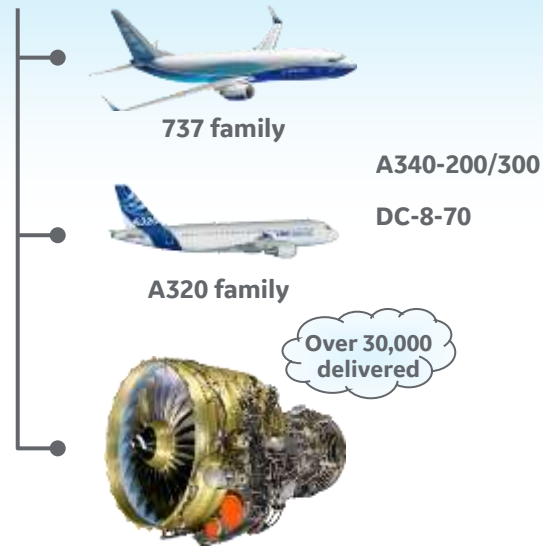 737 family
A340-200/300
DC-8-70
A320 family
Over 30,000
delivered